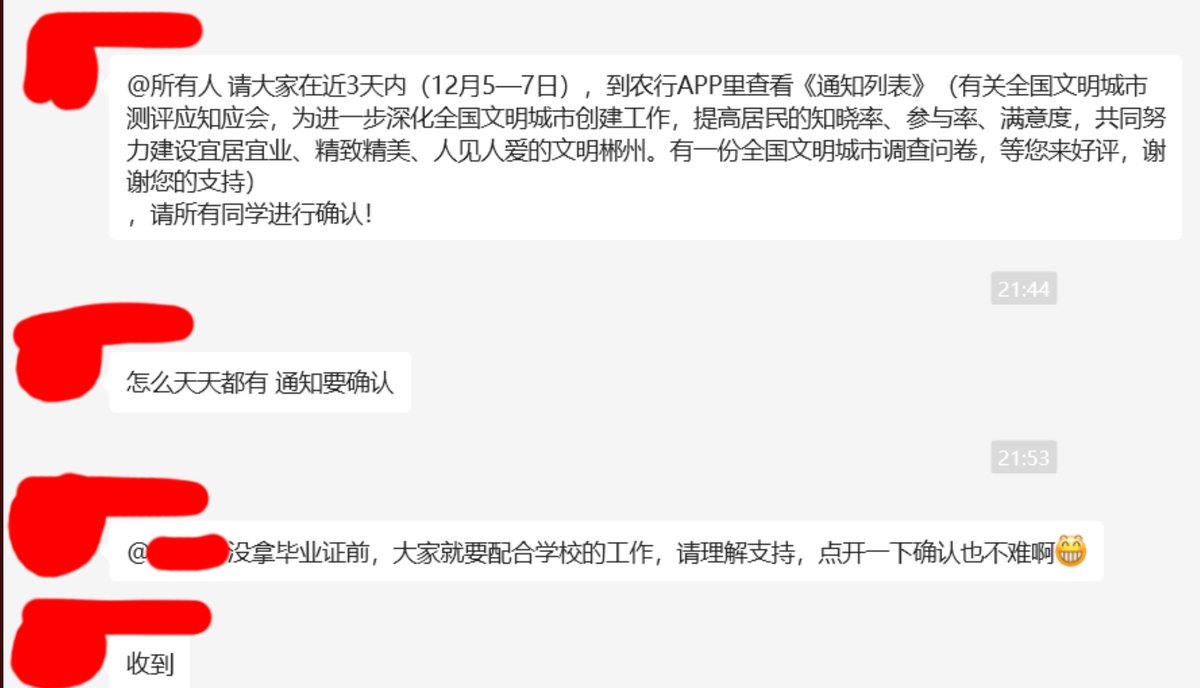 @所有人 请大家在近3天内（12月5—7日），到农行APP里查看《通知列表》（有关全国文明城市
测评应知应会，为进一步深化全国文明城市创建工作，提高居民的知晓率、参与率、满意度，共同努
力建设宜居宜业、精致精美、人见人爱的文明郴州。有一份全国文明城市调查问卷，等您来好评，谢
谢您的支持）
，请所有同学进行确认！
21:44
怎么天天都有 通知要确认
21:53
@没拿毕业证前，大家就要配合学校的工作，请理解支持，点开一下确认也不难啊😁
收到